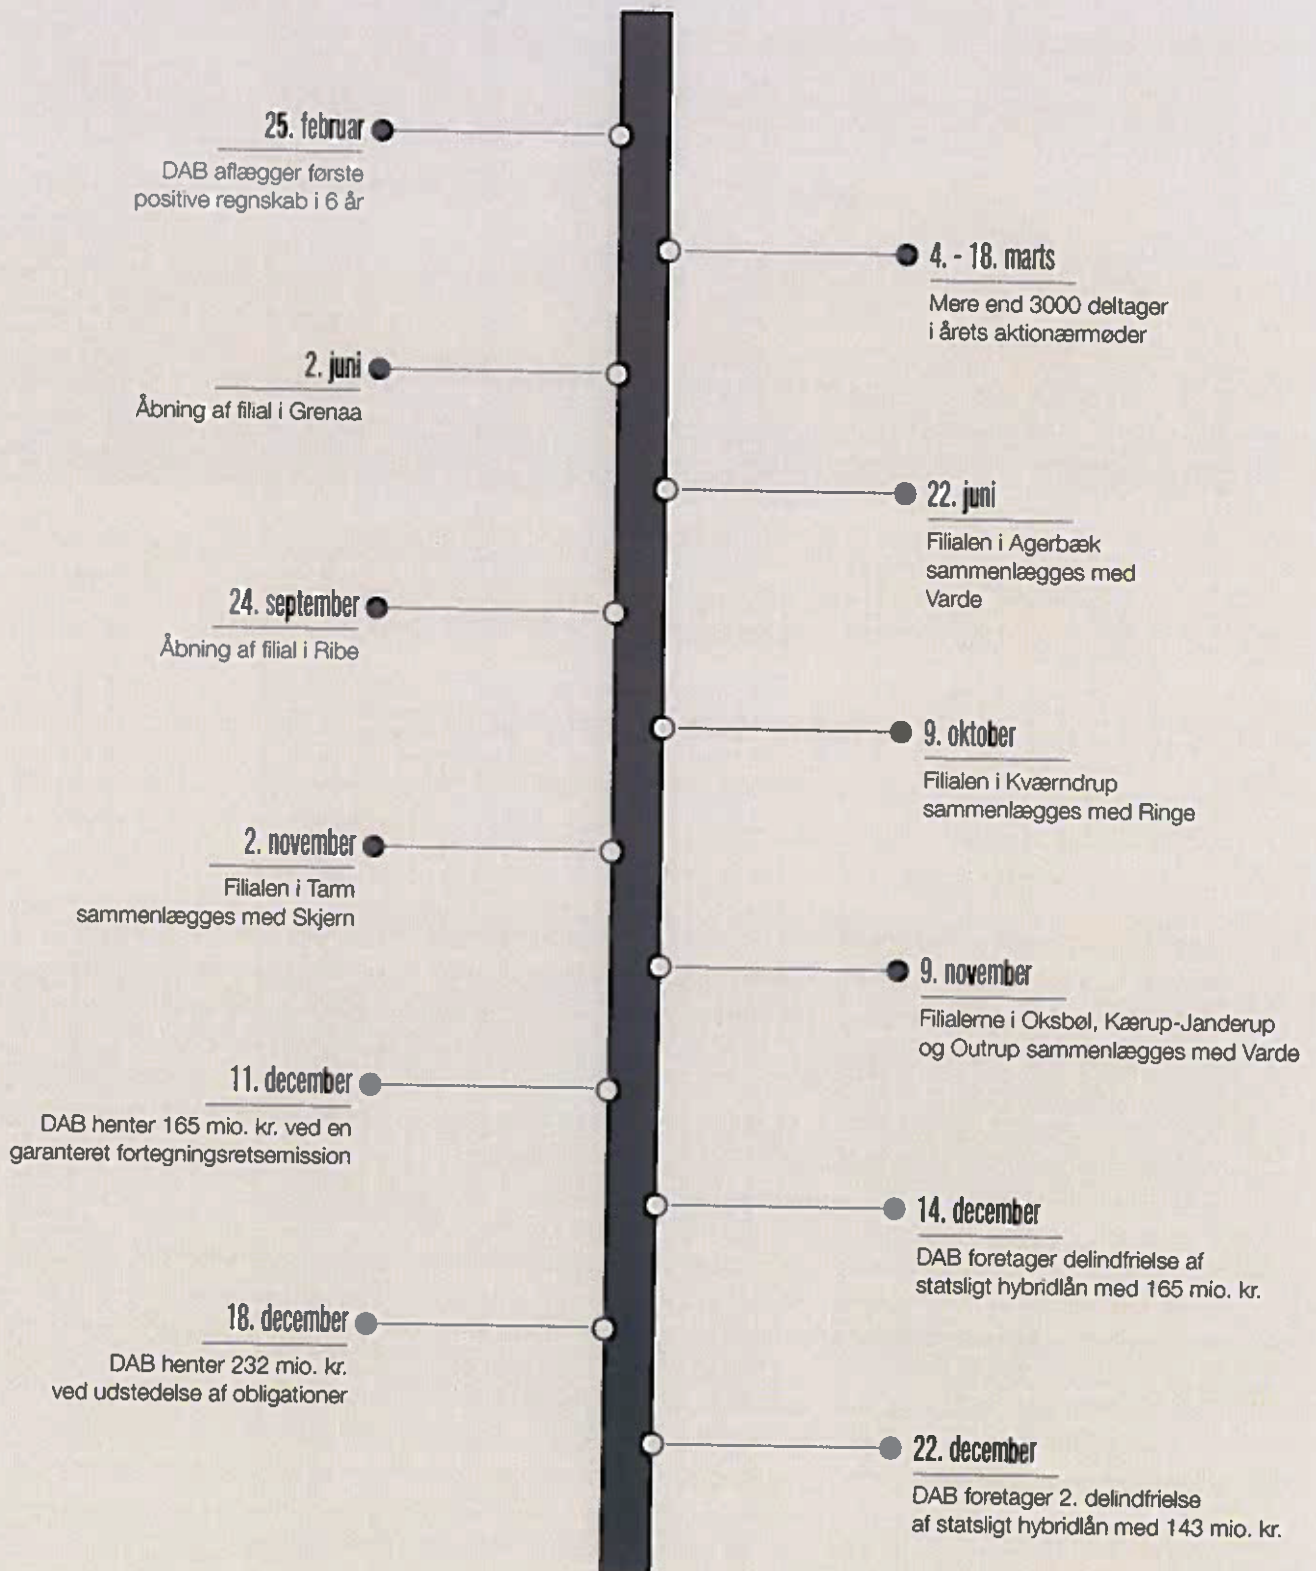 25. februar
DAB aflægger første
positive regnskab i 6 år
4. - 18. marts
Mere end 3000 deltager
i årets aktionærmøder
2. juni
Åbning af filial i Grenaa
22. juni
Filialen i Agerbæk
sammenlægges med
Varde
24. september
Åbning af filial i Ribe
9. oktober
Filialen i Kværndrup
sammenlægges med Ringe
2. november
Filialen i Tarm
sammenlægges med Skjern
9. november
Filialerne i Oksbøl, Kærup-Janderup
og Outrup sammenlægges med Varde
11. december
DAB henter 165 mio. kr. ved en
garanteret fortegningsretsemission
14. december
DAB foretager delindfrielse af
statsligt hybridlån med 165 mio. kr.
18. december
DAB henter 232 mio. kr.
ved udstedelse af obligationer
22. december
DAB foretager 2. delindfrielse
af statsligt hybridlån med 143 mio. kr.